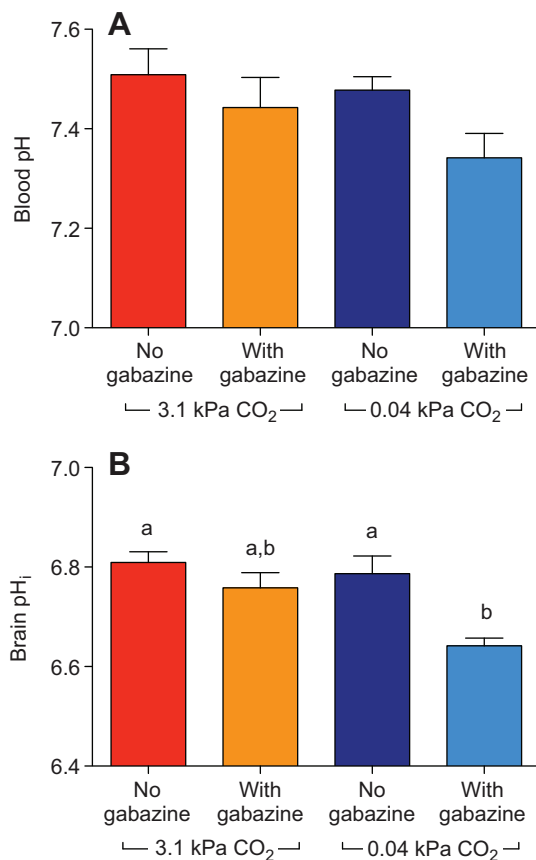 A
7.6
7.4
7.2
7.0
Blood pH
No gabazine
With gabazine
No gabazine
With gabazine
3.1 kPa CO₂
0.04 kPa CO₂
B
7.0
6.8
6.6
6.4
Brain pHᵢ
a
a,b
a
b
No gabazine
With gabazine
No gabazine
With gabazine
3.1 kPa CO₂
0.04 kPa CO₂